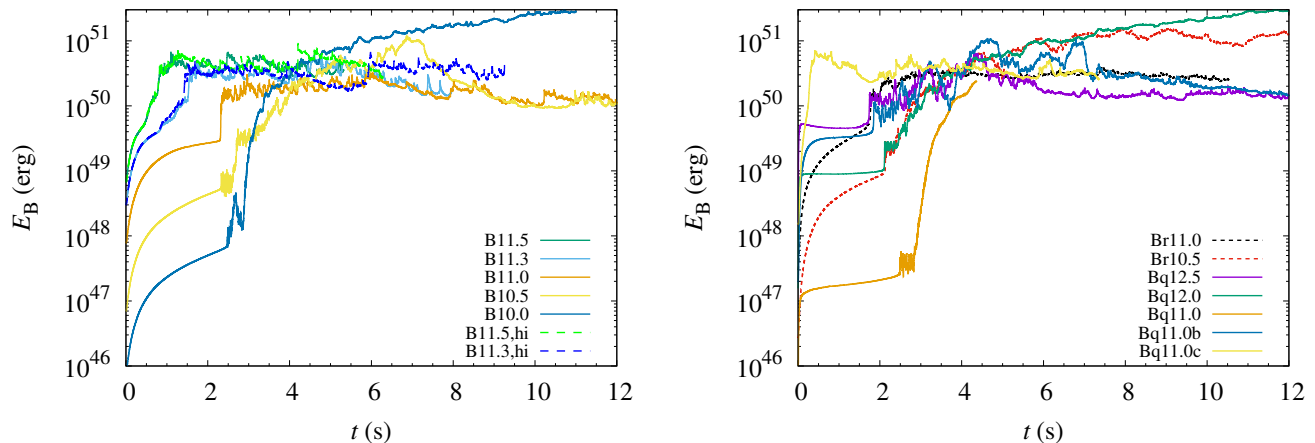 10^51
10^50
10^49
10^48
10^47
10^46
E_B (erg)
0 2 4 6 8 10 12
t (s)
B11.5
B11.3
B11.0
B10.5
B10.0
B11.5,hi
B11.3,hi
10^51
10^50
10^49
10^48
10^47
10^46
E_B (erg)
0 2 4 6 8 10 12
t (s)
Br11.0
Br10.5
Bq12.5
Bq12.0
Bq11.0
Bq11.0b
Bq11.0c